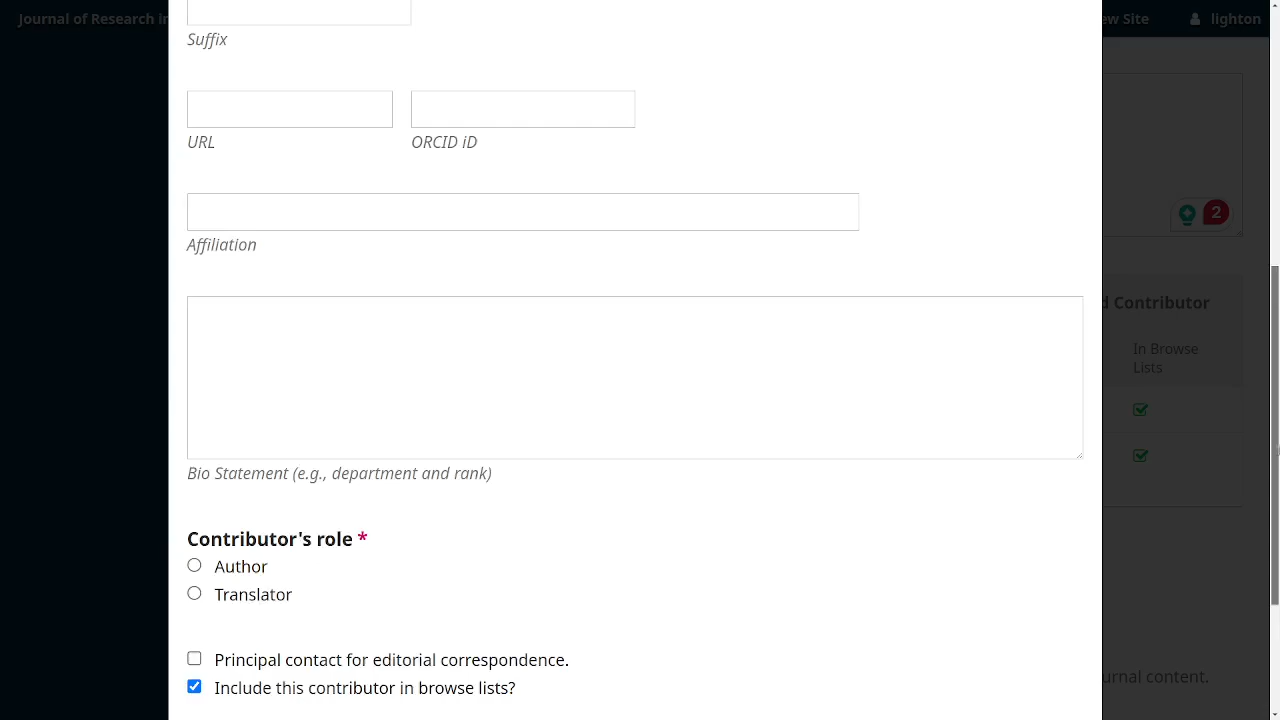 Journal of Research in
ew Site
lighton
Suffix
URL
ORCID iD
2
Affiliation
d Contributor
In Browse
Lists
Bio Statement (e.g., department and rank)
Contributor's role *
Author
Translator
Principal contact for editorial correspondence.
urnal content.
Include this contributor in browse lists?